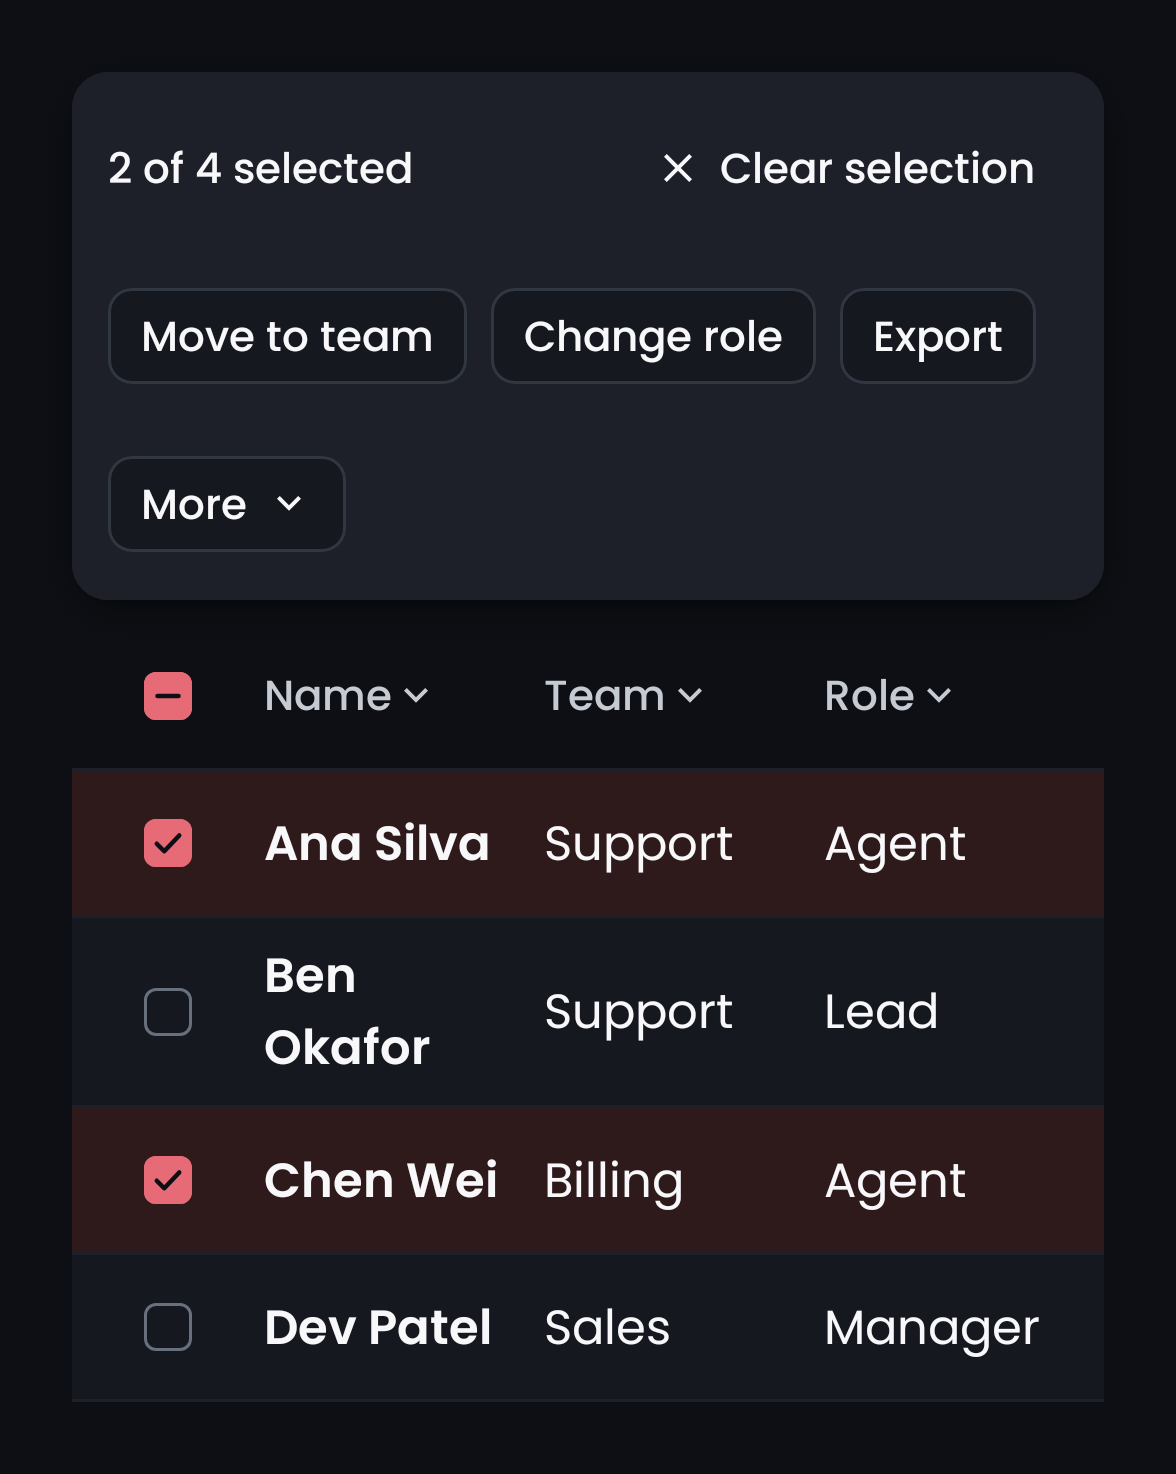 2 of 4 selected
Clear selection
Move to team
Change role
Export
More
Name
Team
Role
Ana Silva
Support
Agent
Ben
Okafor
Support
Lead
Chen Wei
Billing
Agent
Dev Patel
Sales
Manager